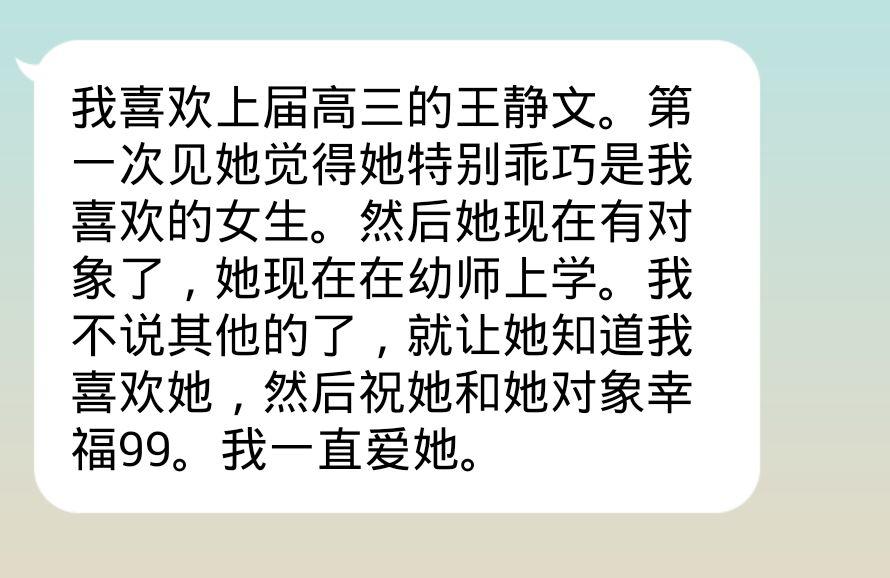 我喜欢上届高三的王静文。第
一次见她觉得她特别乖巧是我
喜欢的女生。然后她现在有对
象了，她现在在幼师上学。我
不说其他的了，就让她知道我
喜欢她，然后祝她和她对象幸
福99。我一直爱她。